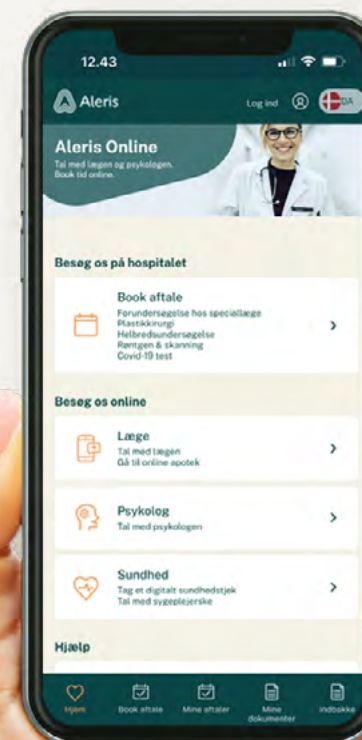 12.43
Aleris
Log ind
DA
Aleris Online
Tal med lægen og psykologen.
Book tid online.
Besøg os på hospitalet
Book aftale
Forundersøgelse hos speciallæge
Plastikkirurgi
Helbredsundersøgelse
Røntgen & skanning
Covid-19 test
Besøg os online
Læge
Tal med lægen
Gå til online apotek
Psykolog
Tal med psykologen
Sundhed
Tag et digitalt sundhedstjek
Tal med sygeplejerske
Hjælp
Hjem
Book aftale
Mine aftaler
Mine
dokumenter
Indbakke